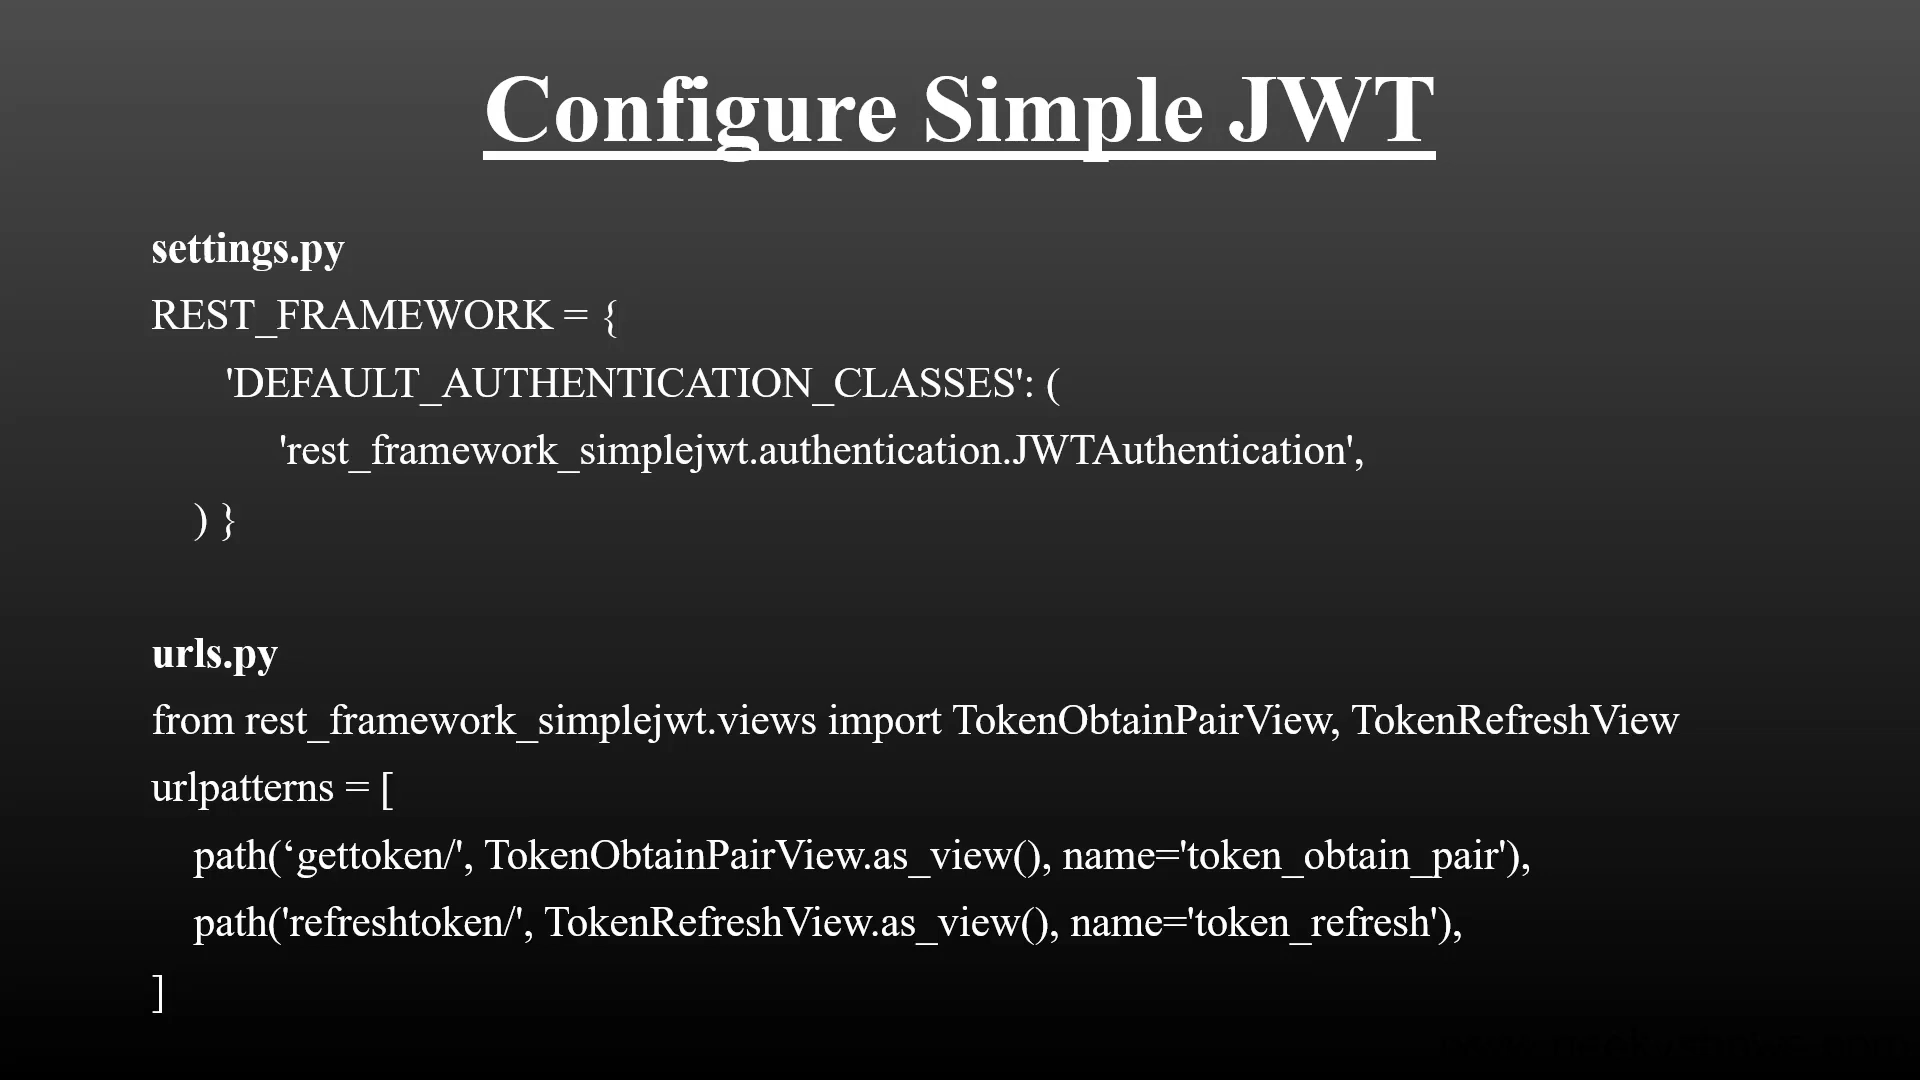 Configure Simple JWT
settings.py
REST_FRAMEWORK = {
'DEFAULT_AUTHENTICATION_CLASSES': (
'rest_framework_simplejwt.authentication.JWTAuthentication',
) }
urls.py
from rest_framework_simplejwt.views import TokenObtainPairView, TokenRefreshView
urlpatterns = [
path(‘gettoken/', TokenObtainPairView.as_view(), name='token_obtain_pair'),
path('refreshtoken/', TokenRefreshView.as_view(), name='token_refresh'),
]